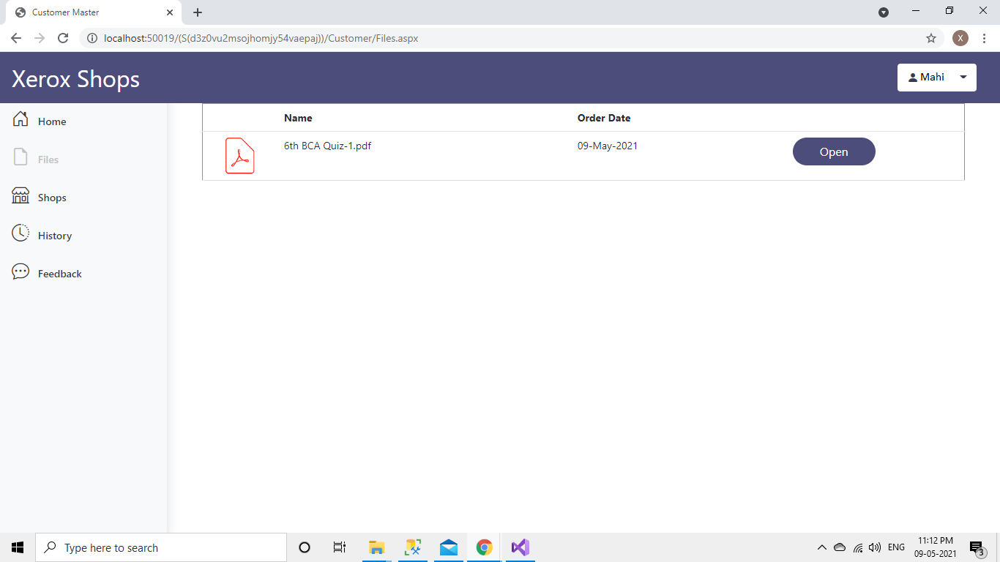 Customer Master
localhost:50019/(S(d3z0vu2msojhomjy54vaepaj))/Customer/Files.aspx
X
Xerox Shops
Mahi
Home
Files
Shops
History
Feedback
Name Order Date
6th BCA Quiz-1.pdf 09-May-2021 Open
Type here to search
ENG
11:12 PM
09-05-2021
3